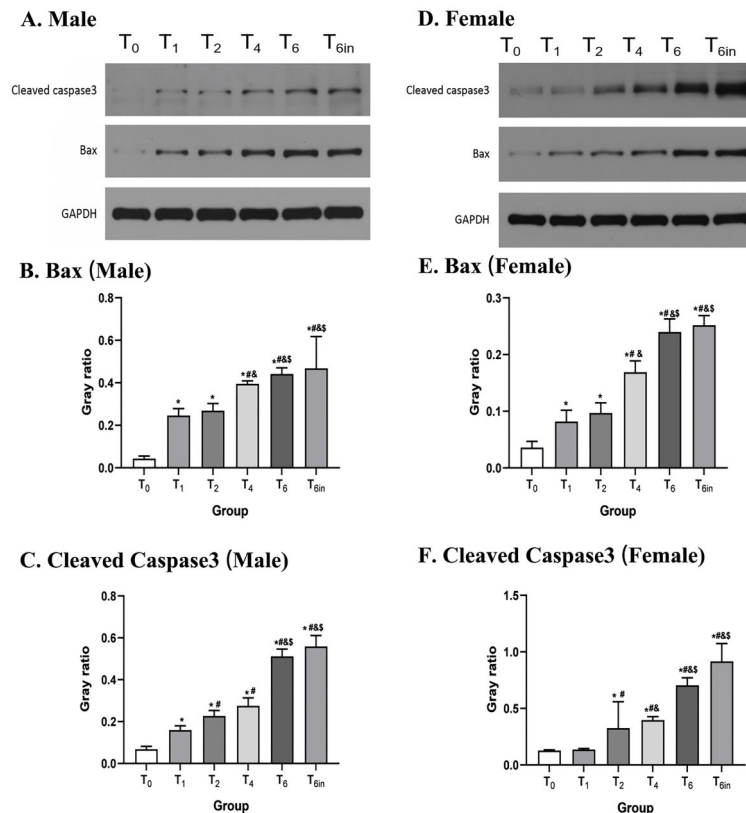 A. Male
T0 T1 T2 T4 T6 T6in
Cleaved caspase3
Bax
GAPDH
D. Female
T0 T1 T2 T4 T6 T6in
Cleaved caspase3
Bax
GAPDH
B. Bax (Male)
Gray ratio
0.8
0.6
0.4
0.2
0.0
* * *#& *#&$ *#&$
T0 T1 T2 T4 T6 T6in
Group
E. Bax (Female)
Gray ratio
0.3
0.2
0.1
0.0
* * *# & *#&$ *#&$
T0 T1 T2 T4 T6 T6in
Group
C. Cleaved Caspase3 (Male)
Gray ratio
0.8
0.6
0.4
0.2
0.0
* * # * # *#&$ * #&$
T0 T1 T2 T4 T6 T6in
Group
F. Cleaved Caspase3 (Female)
Gray ratio
1.5
1.0
0.5
0.0
* # *#& *#&$ *#&$
T0 T1 T2 T4 T6 T6in
Group